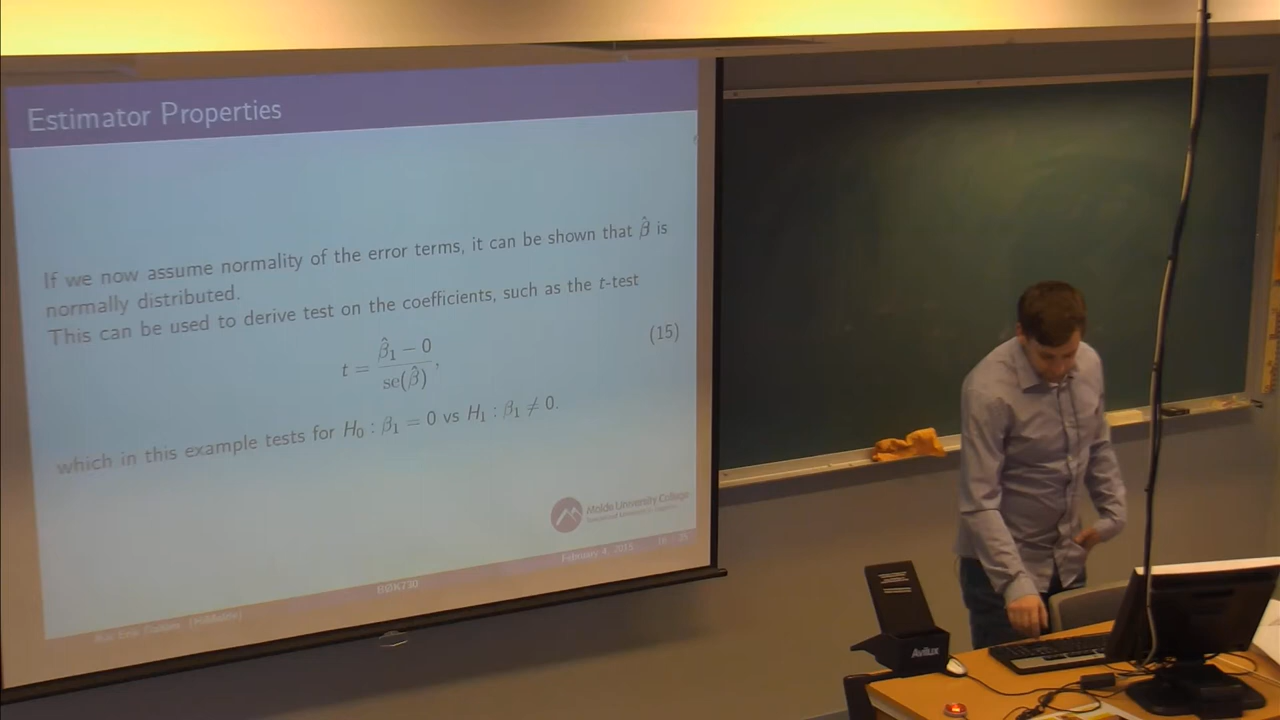 Estimator Properties
If we now assume normality of the error terms, it can be shown that β̂ is
normally distributed.
This can be used to derive test on the coefficients, such as the t-test
t = (β̂₁ − 0) / se(β̂), (15)
which in this example tests for H₀ : β₁ = 0 vs H₁ : β₁ ≠ 0.
Molde University College
February 4, 2015
BØK730
Avilux